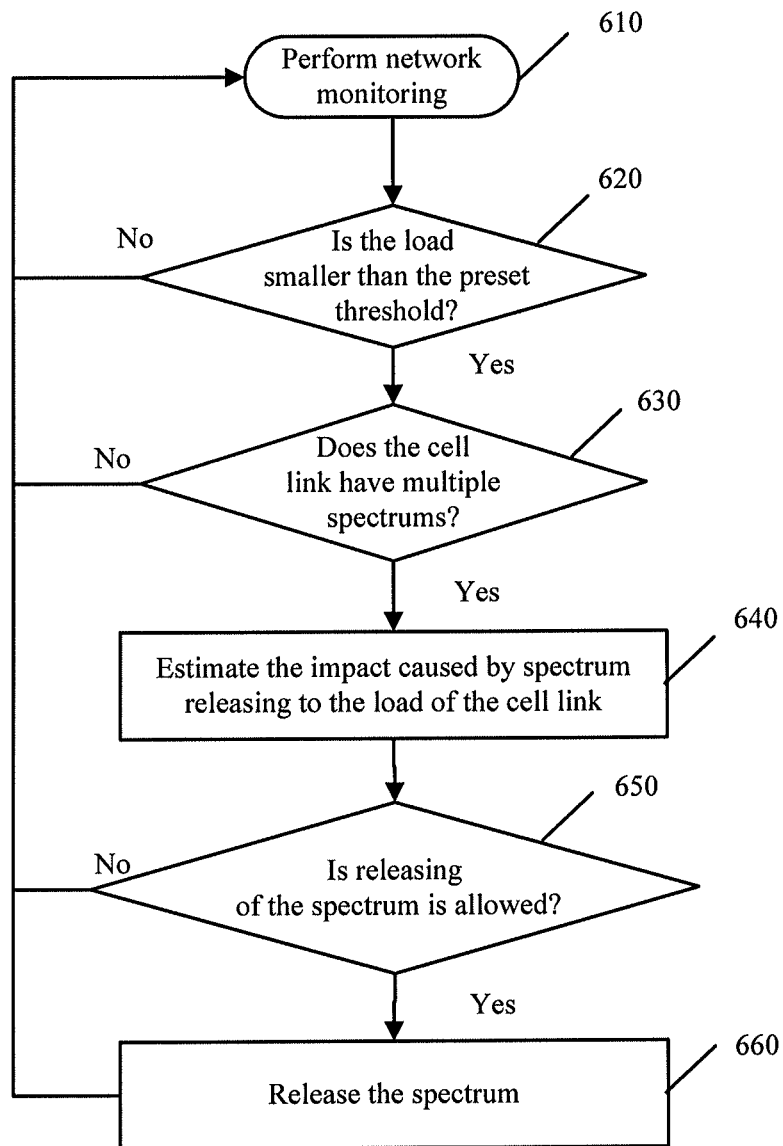 610
Perform network
monitoring
620
No
Is the load
smaller than the preset
threshold?
Yes
630
No
Does the cell
link have multiple
spectrums?
Yes
640
Estimate the impact caused by spectrum
releasing to the load of the cell link
650
No
Is releasing
of the spectrum is allowed?
Yes
660
Release the spectrum